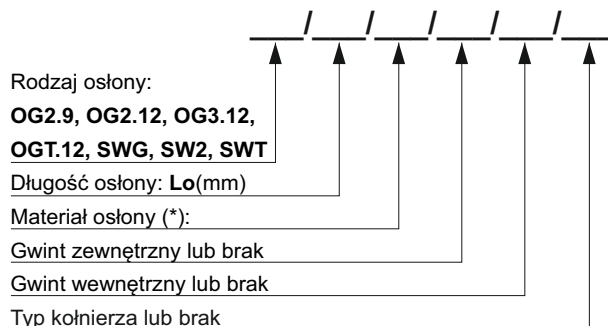 ___/___/___/___/___/___
Rodzaj osłony:
OG2.9, OG2.12, OG3.12,
OGT.12, SWG, SW2, SWT
Długość osłony: Lo(mm)
Materiał osłony (*):
Gwint zewnętrzny lub brak
Gwint wewnętrzny lub brak
Typ kołnierza lub brak